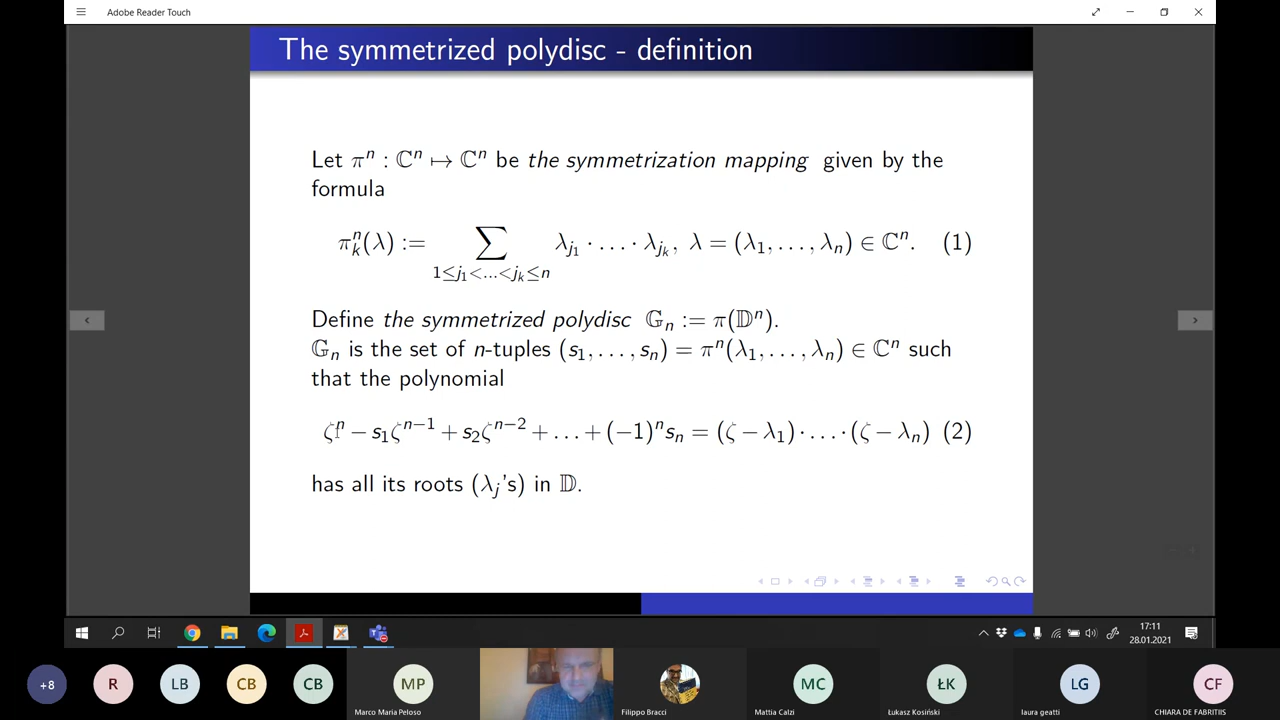 Adobe Reader Touch
The symmetrized polydisc - definition
Let πⁿ : ℂⁿ ↦ ℂⁿ be the symmetrization mapping given by the
formula
πₖⁿ(λ) := ∑ λ_{j₁} · … · λ_{jₖ}, λ = (λ₁, …, λₙ) ∈ ℂⁿ. (1)
1≤j₁<...<jₖ≤n
Define the symmetrized polydisc 𝔾ₙ := π(𝔻ⁿ).
𝔾ₙ is the set of n-tuples (s₁, …, sₙ) = πⁿ(λ₁, …, λₙ) ∈ ℂⁿ such
that the polynomial
ζⁿ − s₁ζⁿ⁻¹ + s₂ζⁿ⁻² + … + (−1)ⁿsₙ = (ζ − λ₁) · … · (ζ − λₙ) (2)
has all its roots (λⱼ's) in 𝔻.
17:11
28.01.2021
+8 R LB CB CB MP MC ŁK LG CF
Marco Maria Peloso Filippo Bracci Mattia Calzi Łukasz Kosiński laura geatti CHIARA DE FABRITIIS